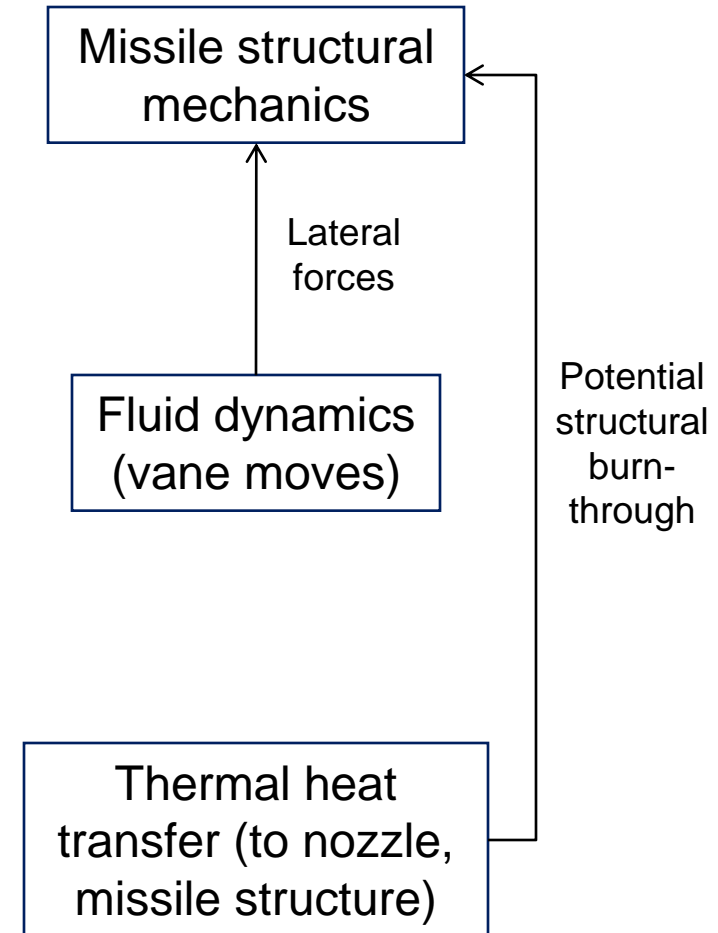 Missile structural
mechanics
Lateral
forces
Fluid dynamics
(vane moves)
Potential
structural
burn-
through
Thermal heat
transfer (to nozzle,
missile structure)